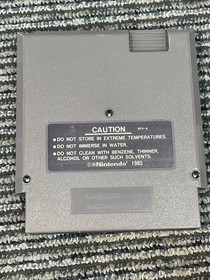 CAUTION REV-A
• DO NOT STORE IN EXTREME TEMPERATURES.
• DO NOT IMMERSE IN WATER.
• DO NOT CLEAN WITH BENZENE, THINNER,
ALCOHOL OR OTHER SUCH SOLVENTS.
©®Nintendo 1985